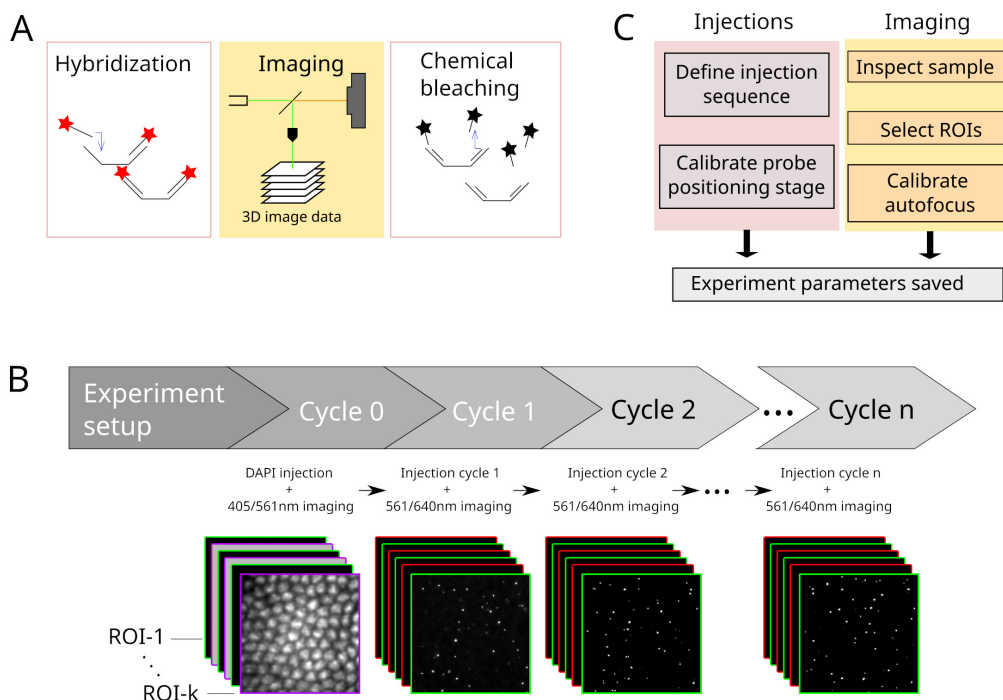 A
Hybridization
Imaging
3D image data
Chemical
bleaching
C
Injections
Imaging
Define injection
sequence
Calibrate probe
positioning stage
Inspect sample
Select ROIs
Calibrate
autofocus
Experiment parameters saved
B
Experiment
setup
Cycle 0
Cycle 1
Cycle 2
...
Cycle n
DAPI injection
+
405/561nm imaging
Injection cycle 1
+
561/640nm imaging
Injection cycle 2
+
561/640nm imaging
...
Injection cycle n
+
561/640nm imaging
ROI-1
...
ROI-k